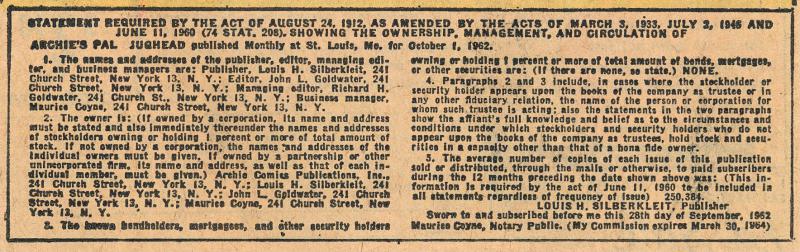 STATEMENT REQUIRED BY THE ACT OF AUGUST 24, 1912, AS AMENDED BY THE ACTS OF MARCH 3, 1933, JULY 2, 1946 AND
JUNE 11, 1960 (74 STAT. 208), SHOWING THE OWNERSHIP, MANAGEMENT, AND CIRCULATION OF
ARCHIE'S PAL JUGHEAD published Monthly at St. Louis, Mo. for October 1, 1962.
1. The names and addresses of the publisher, editor, managing edi-
tor, and business managers are: Publisher, Louis H. Silberkleit, 241
Church Street, New York 13, N. Y.; Editor, John L. Goldwater, 241
Church Street, New York 13, N. Y.; Managing editor, Richard H.
Goldwater, 241 Church St., New York 13, N. Y.; Business manager,
Maurice Coyne, 241 Church Street, New York 13, N. Y.
2. The owner is: (If owned by a corporation, its name and address
must be stated and also immediately thereunder the names and addresses
of stockholders owning or holding 1 percent or more of total amount of
stock. If not owned by a corporation, the names and addresses of the
individual owners must be given. If owned by a partnership or other
unincorporated firm, its name and address, as well as that of each in-
dividual member, must be given.) Archie Comics Publications, Inc.,
241 Church Street, New York 13, N. Y.; Louis H. Silberkleit, 241
Church Street, New York 13, N. Y.; John L. Goldwater, 241 Church
Street, New York 13, N. Y.; Maurice Coyne, 241 Church Street, New
York 13, N. Y.
3. The known bondholders, mortgagees, and other security holders
owning or holding 1 percent or more of total amount of bonds, mortgages,
or other securities are: (If there are none, so state.) NONE.
4. Paragraphs 2 and 3 include, in cases where the stockholder or
security holder appears upon the books of the company as trustee or in
any other fiduciary relation, the name of the person or corporation for
whom such trustee is acting; also the statements in the two paragraphs
show the affiant's full knowledge and belief as to the circumstances and
conditions under which stockholders and security holders who do not
appear upon the books of the company as trustees, hold stock and secu-
rities in a capacity other than that of a bona fide owner.
5. The average number of copies of each issue of this publication
sold or distributed, through the mails or otherwise, to paid subscribers
during the 12 months preceding the date shown above was: (This in-
formation is required by the act of June 11, 1960 to be included in
all statements regardless of frequency of issue) 250,384.
LOUIS H. SILBERKLEIT, Publisher
Sworn to and subscribed before me this 28th day of September, 1962
Maurice Coyne, Notary Public. (My Commission expires March 30, 1964)